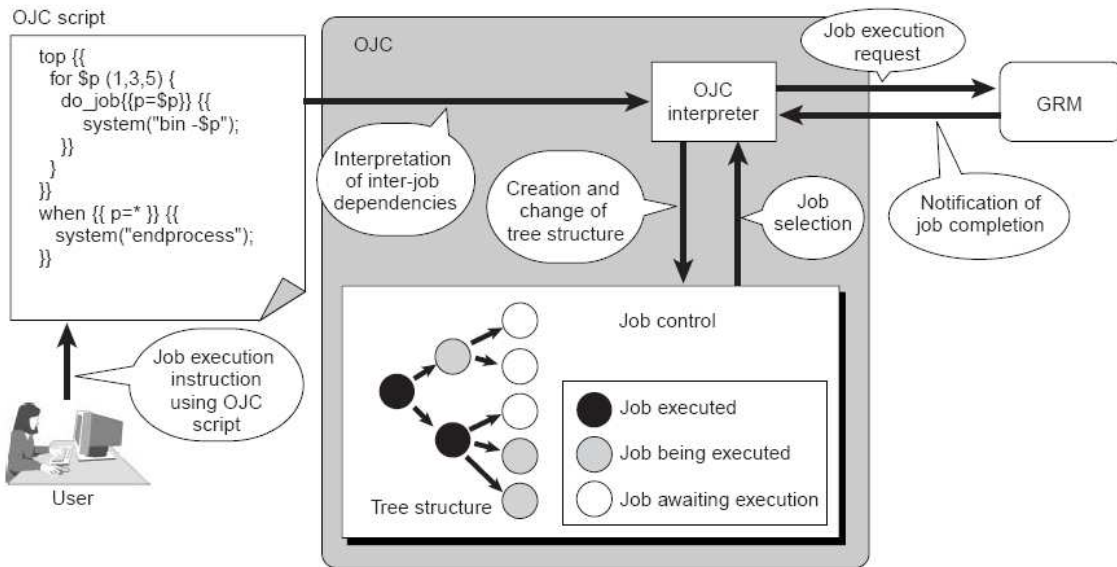 OJC script
top {{
for $p (1,3,5) {
do_job{{p=$p}} {{
system("bin -$p");
}}
}
}}
when {{ p=* }} {{
system("endprocess");
}}
Job execution
instruction
using OJC
script
User
OJC
Interpretation
of inter-job
dependencies
OJC
interpreter
Job execution
request
GRM
Notification of
job completion
Creation and
change of
tree structure
Job
selection
Job control
Tree structure
Job executed
Job being executed
Job awaiting execution